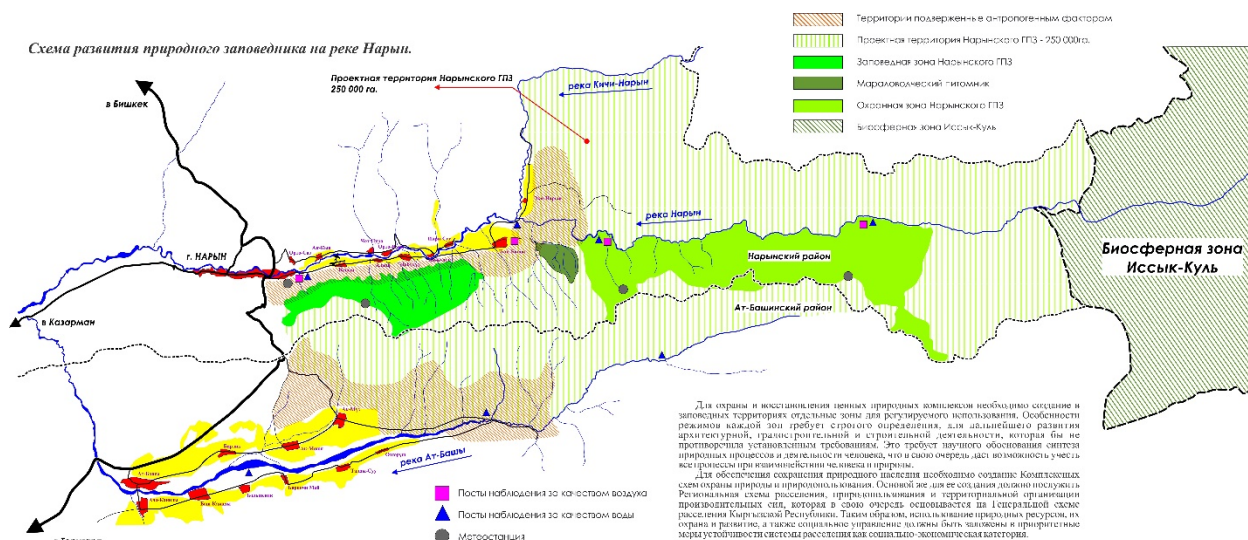 Схема развития природного заповедника на реке Нарын.
Территории подверженные антропогенным факторам
Проектная территория Нарынского ГПЗ - 250 000га.
Заповедная зона Нарынского ГПЗ
Мараловодческий питомник
Охранная зона Нарынского ГПЗ
Биосферная зона Иссык-Куль
Проектная территория Нарынского ГПЗ
250 000 га.
в Бишкек
река Кичи-Нарын
река Нарын
г. НАРЫН
в Казарман
Нарынский район
Ат-Башинский район
Биосферная зона
Иссык-Куль
река Ат-Башы
Посты наблюдения за качеством воздуха
Посты наблюдения за качеством воды
Метеостанция
Для охраны и восстановления ценных природных комплексов необходимо создание в
заповедных территориях отдельные зоны для регулируемого использования. Особенности
режимов каждой зон требует строгого определения, для дальнейшего развития
архитектурной, градостроительной и строительной деятельности, которая бы не
противоречила установленным требованиям. Это требует научного обоснования синтеза
природных процессов и деятельности человека, что в свою очередь даст возможность учесть
все процессы при взаимодействии человека и природы.
Для обеспечения сохранения природного наследия необходимо создание Комплексных
схем охраны природы и природопользования. Основой же для ее создания должно послужить
Региональная схема расселения, природопользования и территориальной организации
производительных сил, которая в свою очередь основывается на Генеральной схеме
расселения Кыргызской Республики. Таким образом, использование природных ресурсов, их
охрана и развитие, а также социальное управление должны быть заложены в приоритетные
меры устойчивости системы расселения как социально-экономическая категория.